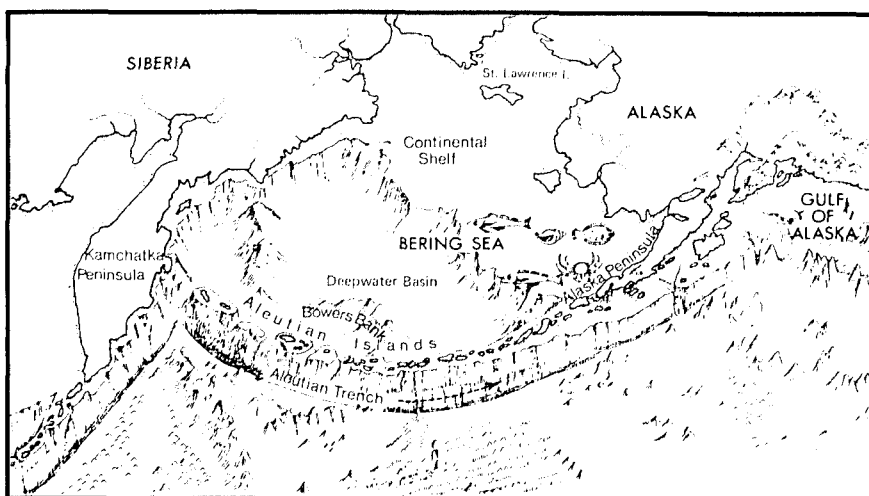 SIBERIA
St. Lawrence I.
ALASKA
Continental
Shelf
GULF
OF
ALASKA
BERING SEA
Kamchatka
Peninsula
Alaska Peninsula
Deepwater Basin
Aleutian
Bowers Bank
Islands
Aleutian Trench